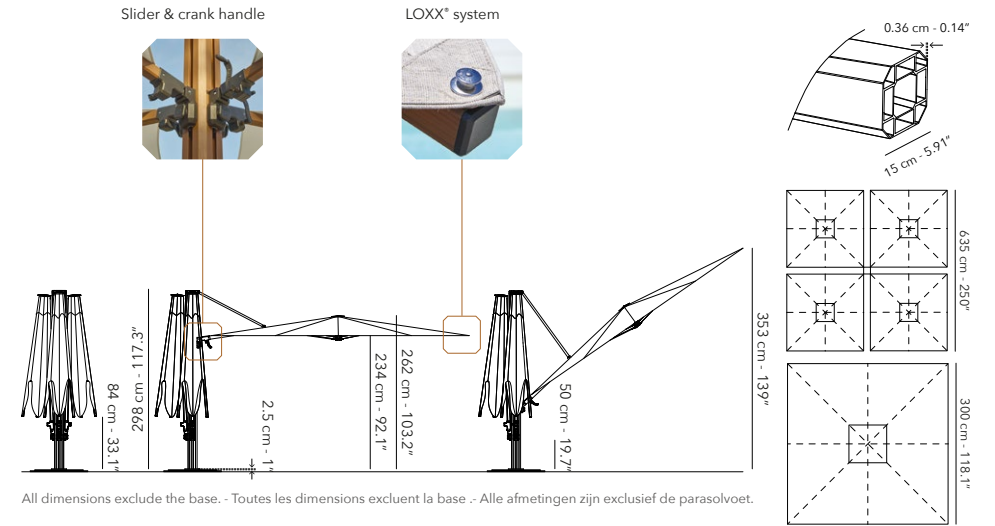 Slider & crank handle
LOXX® system
0.36 cm - 0.14”
15 cm - 5.91”
635 cm - 250”
300 cm - 118.1”
84 cm - 33.1”
298 cm - 117.3”
2.5 cm - 1”
234 cm - 92.1”
262 cm - 103.2”
50 cm - 19.7”
353 cm - 139”
All dimensions exclude the base. - Toutes les dimensions excluent la base .- Alle afmetingen zijn exclusief de parasolvoet.